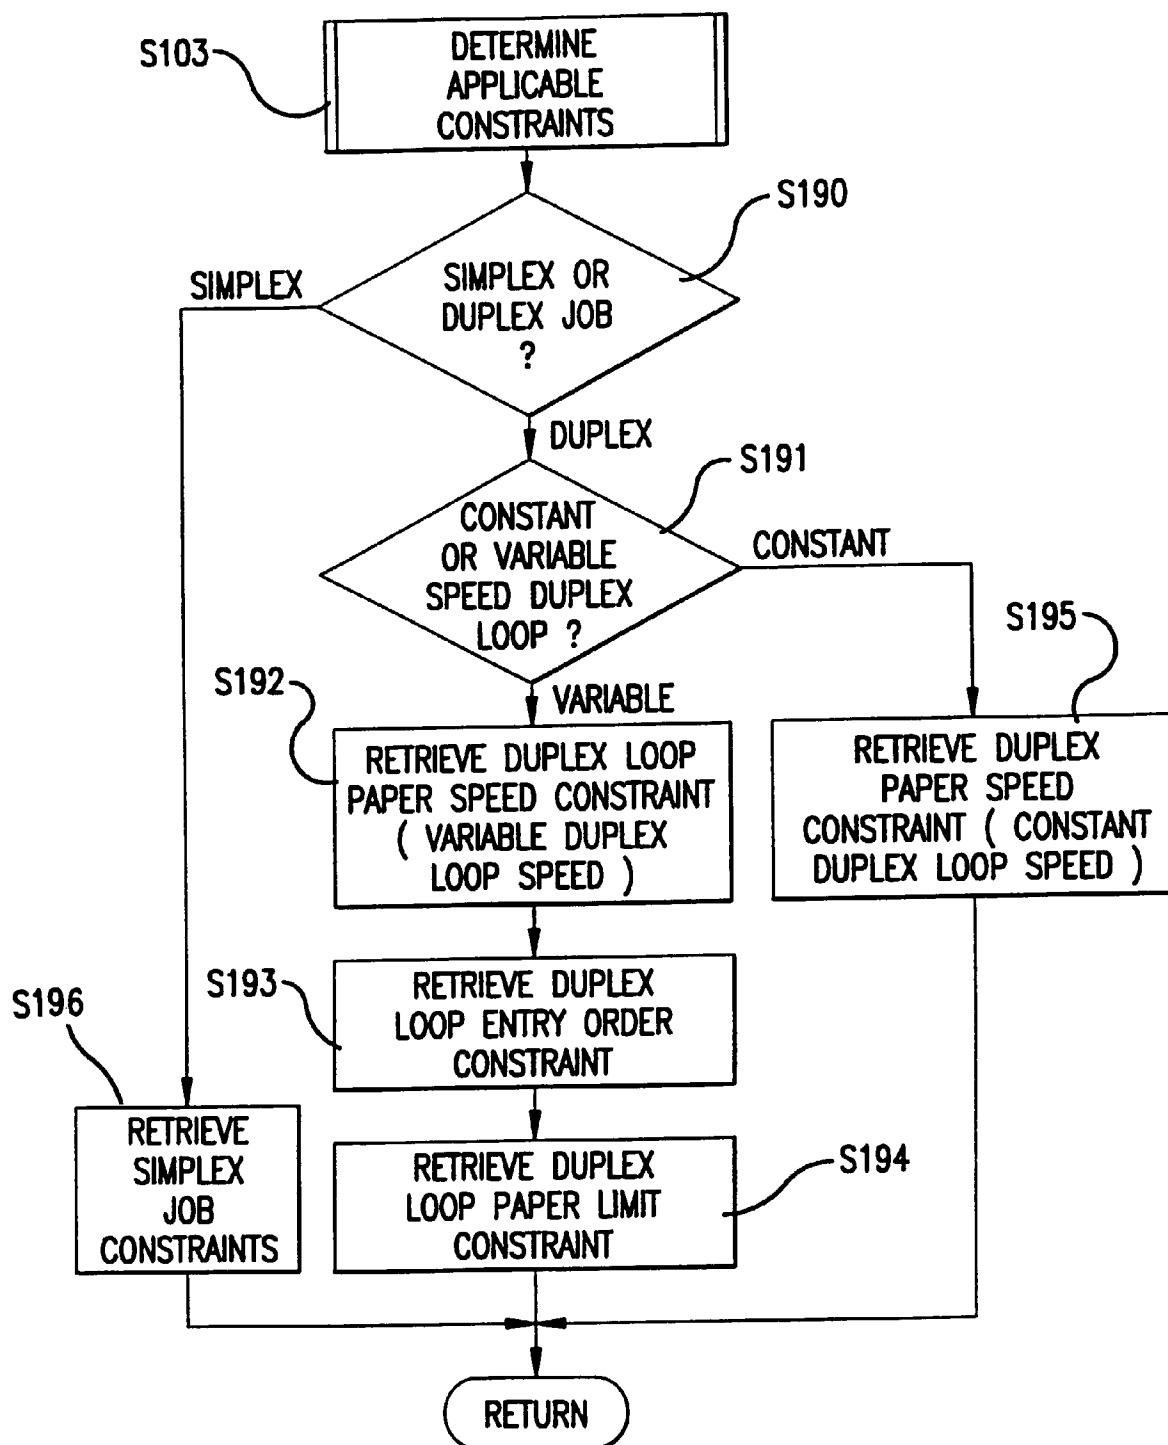 S103
DETERMINE
APPLICABLE
CONSTRAINTS
S190
SIMPLEX
SIMPLEX OR
DUPLEX JOB
?
DUPLEX
S191
CONSTANT
OR VARIABLE
SPEED DUPLEX
LOOP ?
CONSTANT
S195
S192
VARIABLE
RETRIEVE DUPLEX LOOP
PAPER SPEED CONSTRAINT
( VARIABLE DUPLEX
LOOP SPEED )
RETRIEVE DUPLEX
PAPER SPEED
CONSTRAINT ( CONSTANT
DUPLEX LOOP SPEED )
S193
RETRIEVE DUPLEX
LOOP ENTRY ORDER
CONSTRAINT
S196
RETRIEVE
SIMPLEX
JOB
CONSTRAINTS
RETRIEVE DUPLEX
LOOP PAPER LIMIT
CONSTRAINT
S194
RETURN